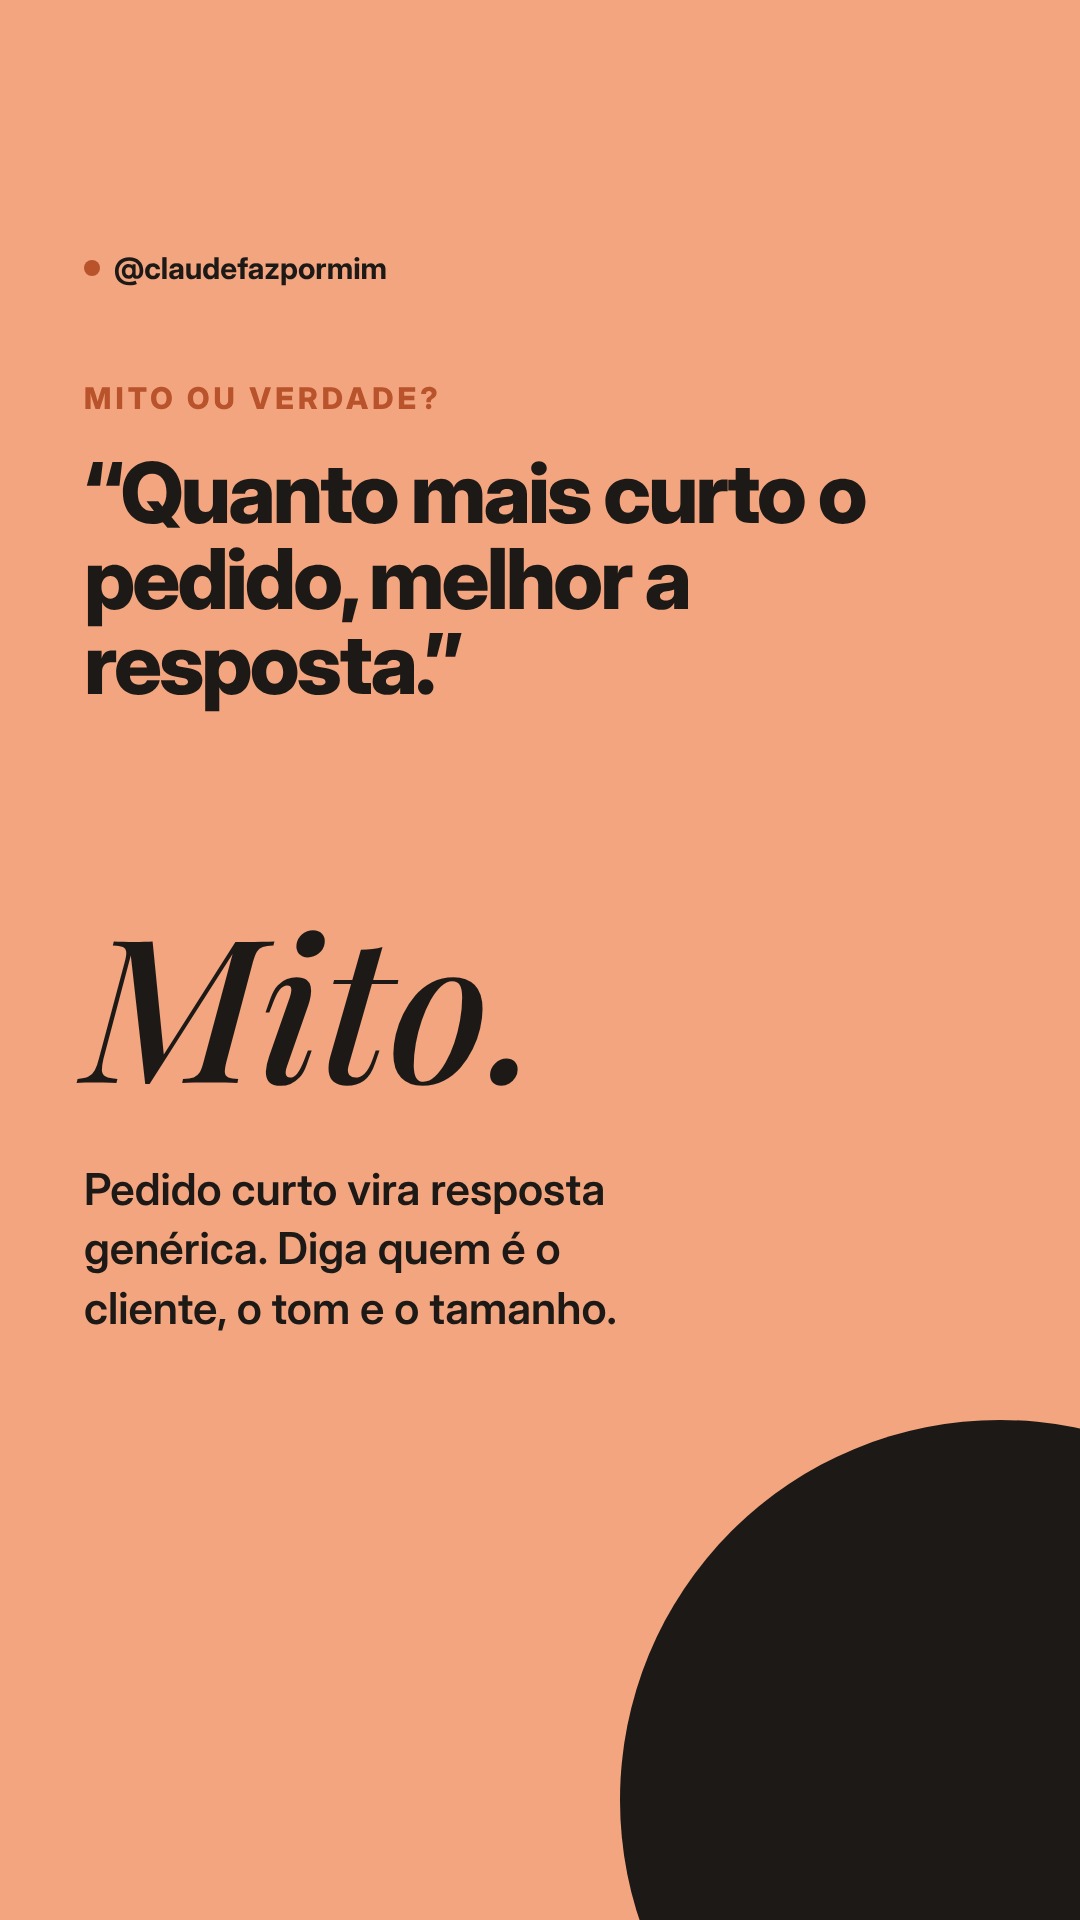 @claudefazpormim
MITO OU VERDADE?
“Quanto mais curto o
pedido, melhor a
resposta.”
Mito.
Pedido curto vira resposta
genérica. Diga quem é o
cliente, o tom e o tamanho.